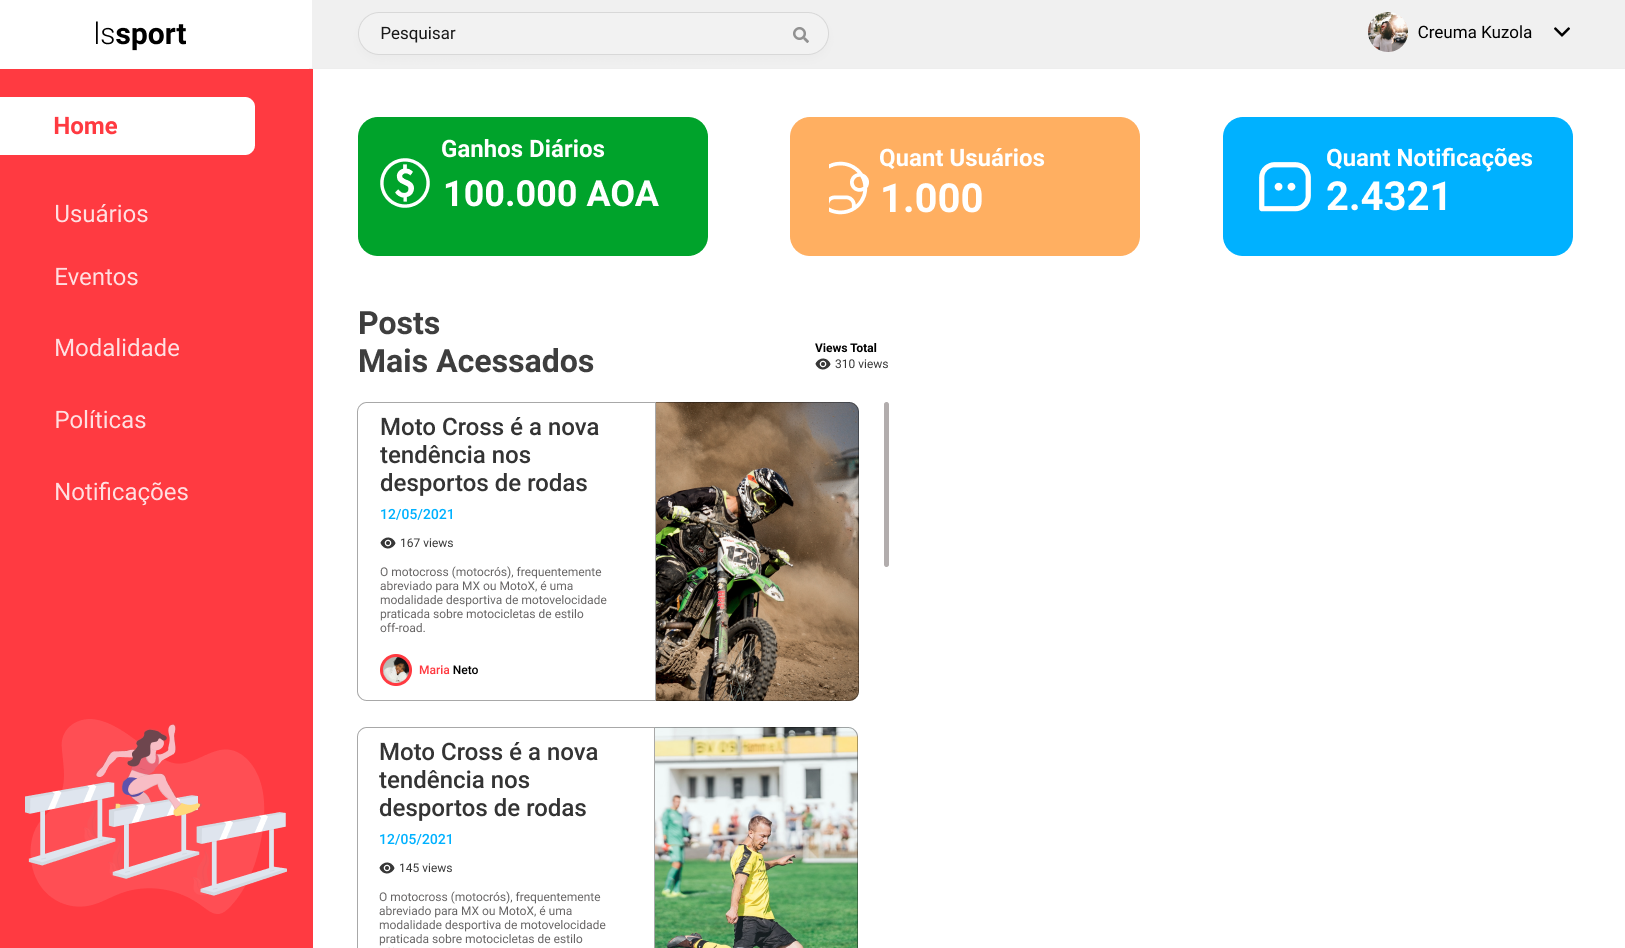 lssport
Pesquisar
Creuma Kuzola
Home
Usuários
Eventos
Modalidade
Políticas
Notificações
Ganhos Diários
100.000 AOA
Quant Usuários
1.000
Quant Notificações
2.4321
Posts
Mais Acessados
Views Total
310 views
Moto Cross é a nova
tendência nos
desportos de rodas
12/05/2021
167 views
O motocross (motocrós), frequentemente
abreviado para MX ou MotoX, é uma
modalidade desportiva de motovelocidade
praticada sobre motocicletas de estilo
off-road.
Maria Neto
128
Moto Cross é a nova
tendência nos
desportos de rodas
12/05/2021
145 views
O motocross (motocrós), frequentemente
abreviado para MX ou MotoX, é uma
modalidade desportiva de motovelocidade
praticada sobre motocicletas de estilo